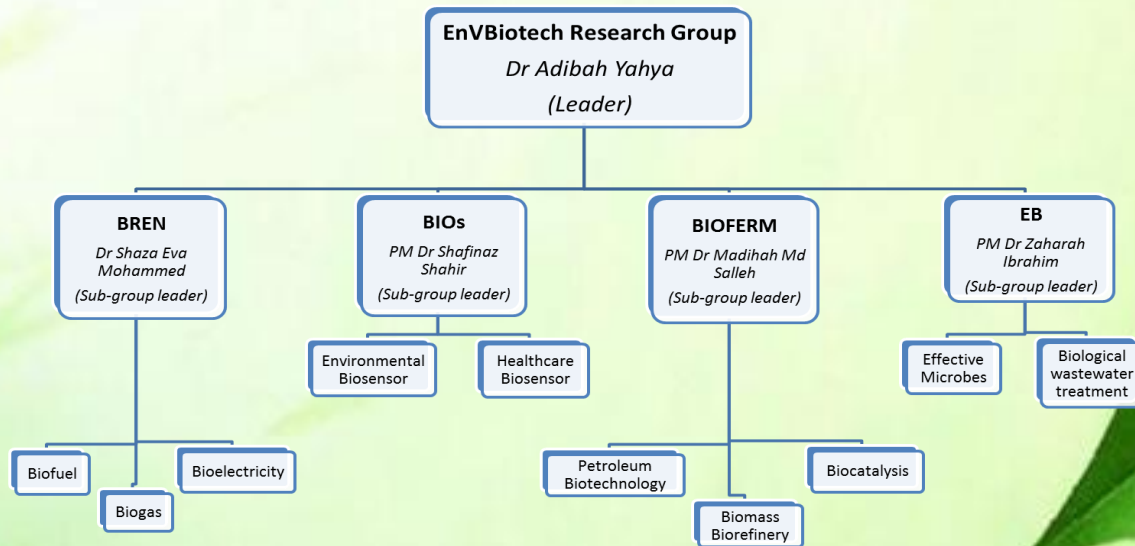 EnVBiotech Research Group
Dr Adibah Yahya
(Leader)
BREN
Dr Shaza Eva
Mohammed
(Sub-group leader)
BIOs
PM Dr Shafinaz
Shahir
(Sub-group leader)
BIOFERM
PM Dr Madihah Md
Salleh
(Sub-group leader)
EB
PM Dr Zaharah
Ibrahim
(Sub-group leader)
Environmental
Biosensor
Healthcare
Biosensor
Effective
Microbes
Biological
wastewater
treatment
Biofuel
Biogas
Bioelectricity
Petroleum
Biotechnology
Biomass
Biorefinery
Biocatalysis